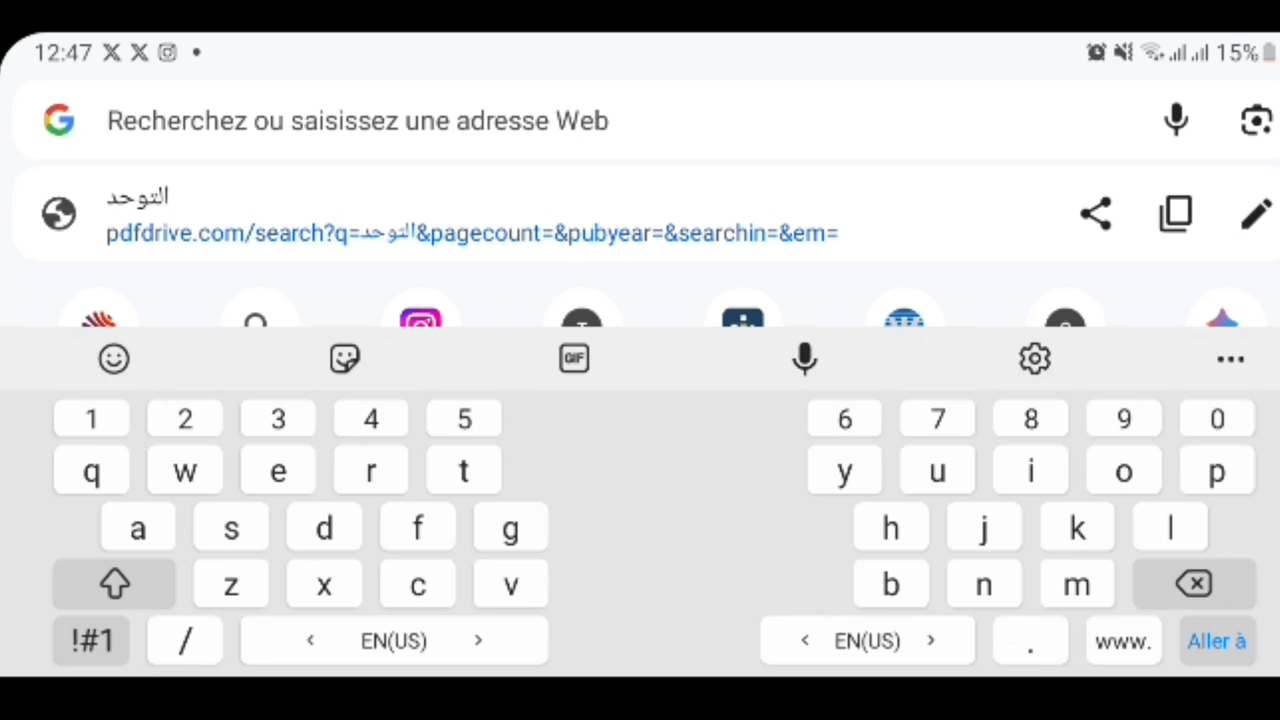 12:47
15%
Recherchez ou saisissez une adresse Web
التوحد
pdfdrive.com/search?q=التوحد&pagecount=&pubyear=&searchin=&em=
GIF
1 2 3 4 5 6 7 8 9 0
q w e r t y u i o p
a s d f g h j k l
z x c v b n m
!#1 / < EN(US) > < EN(US) > . www. Aller à